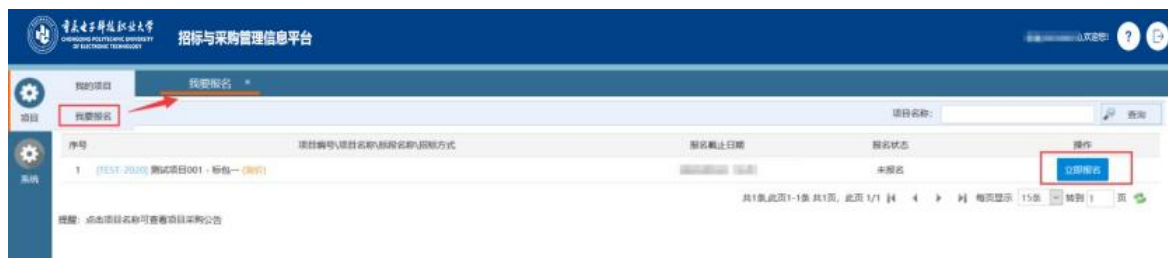 重庆电子科技职业大学
CHONGQING POLYTECHNIC UNIVERSITY
OF ELECTRONIC TECHNOLOGY
招标与采购管理信息平台
欢迎您!
?
我的项目 我要报名 ×
项目
我要报名
项目名称: 查询
序号 项目编号\项目名称\标段名称\招标方式 报名截止日期 报名状态 操作
系统
1 [TEST-2020] 测试项目001 - 标包一 未报名 立即报名
共1条,此页1-1条 共1页, 此页 1/1 每页显示 15条 转到 1 页
提醒: 点击项目名称可查看项目采购公告